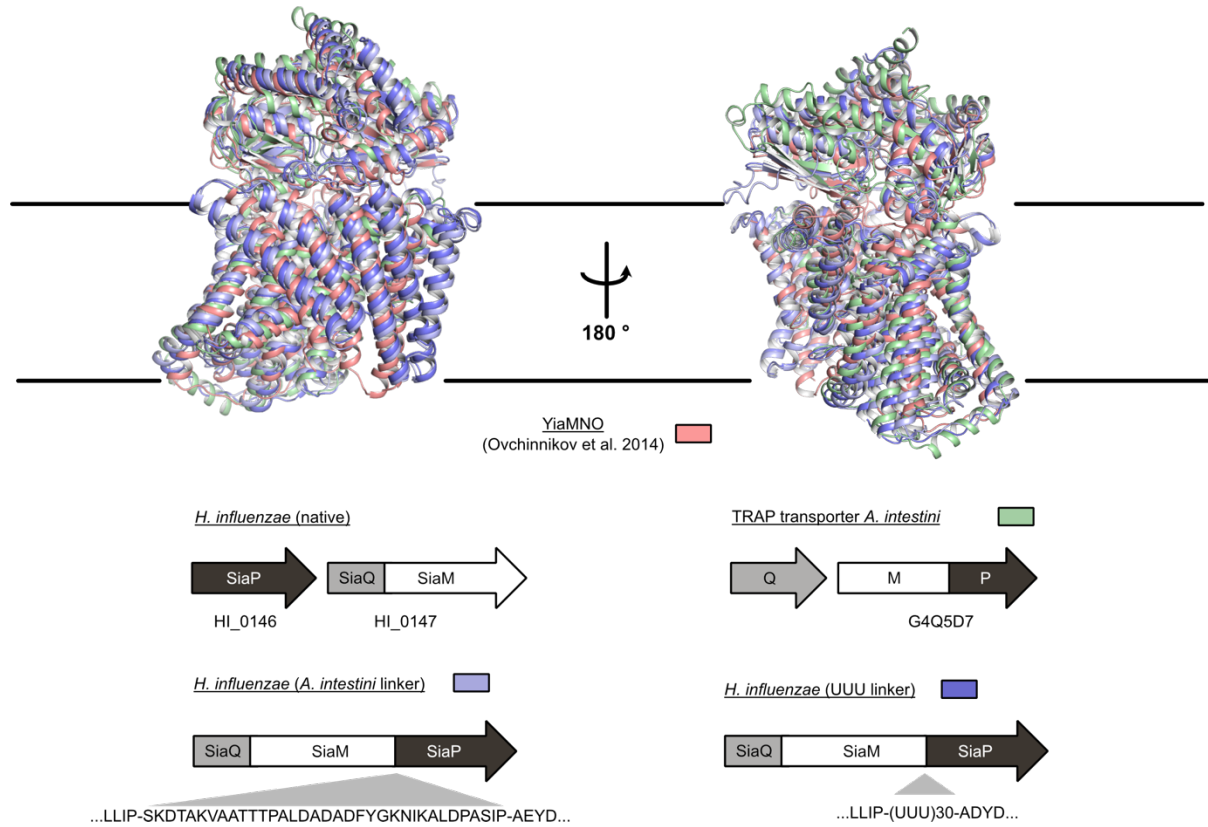 180 °
YiaMNO
(Ovchinnikov et al. 2014)
H. influenzae (native)
SiaP
SiaQ
SiaM
HI_0146
HI_0147
TRAP transporter A. intestini
Q
M
P
G4Q5D7
H. influenzae (A. intestini linker)
SiaQ
SiaM
SiaP
...LLIP-SKDTAKVAATTTPALDADADFYGKNIKALDPASIP-AEYD...
H. influenzae (UUU linker)
SiaQ
SiaM
SiaP
...LLIP-(UUU)30-ADYD...